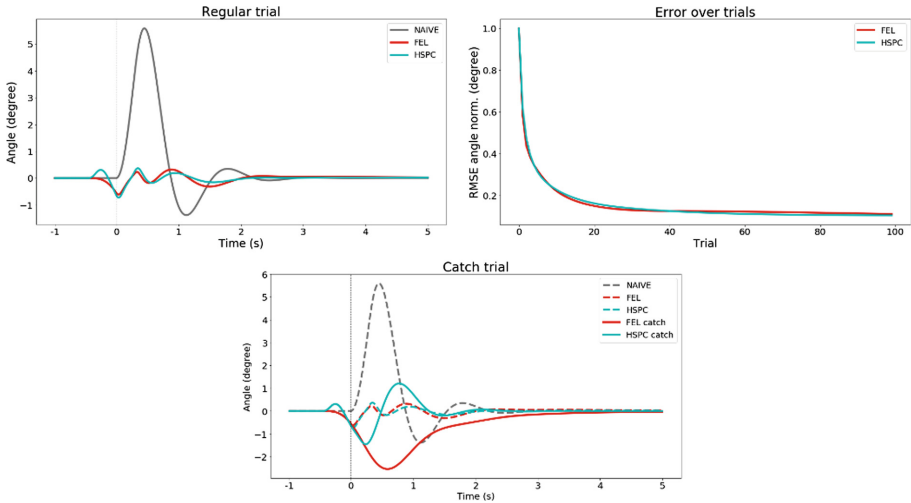 Regular trial
Angle (degree)
5
4
3
2
1
0
−1
NAIVE
FEL
HSPC
-1 0 1 2 3 4 5
Time (s)
Error over trials
RMSE angle norm. (degree)
1.0
0.8
0.6
0.4
0.2
FEL
HSPC
0 20 40 60 80 100
Trial
Catch trial
Angle (degree)
6
5
4
3
2
1
0
−1
−2
NAIVE
FEL
HSPC
FEL catch
HSPC catch
-1 0 1 2 3 4 5
Time (s)